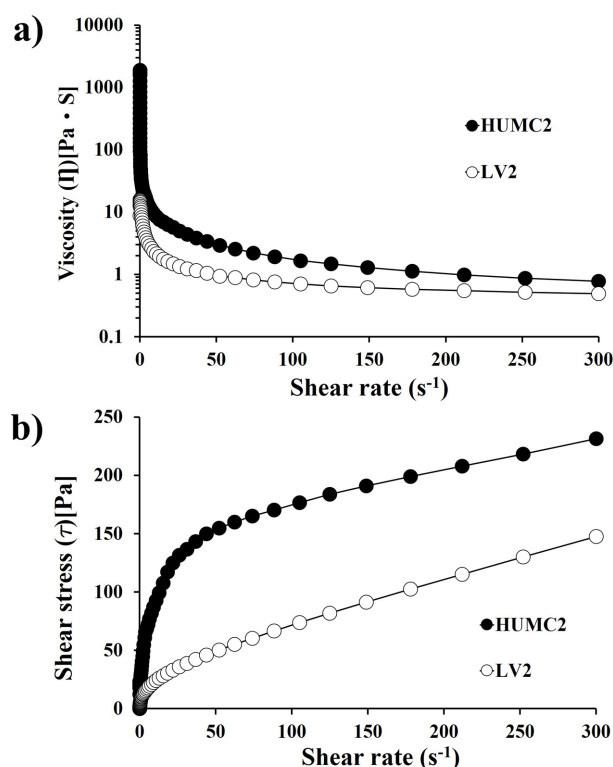 a)
Viscosity (η)[Pa・S]
10000
1000
100
10
1
0.1
HUMC2
LV2
0 50 100 150 200 250 300
Shear rate (s-1)
b)
Shear stress (τ)[Pa]
250
200
150
100
50
0
HUMC2
LV2
0 50 100 150 200 250 300
Shear rate (s-1)